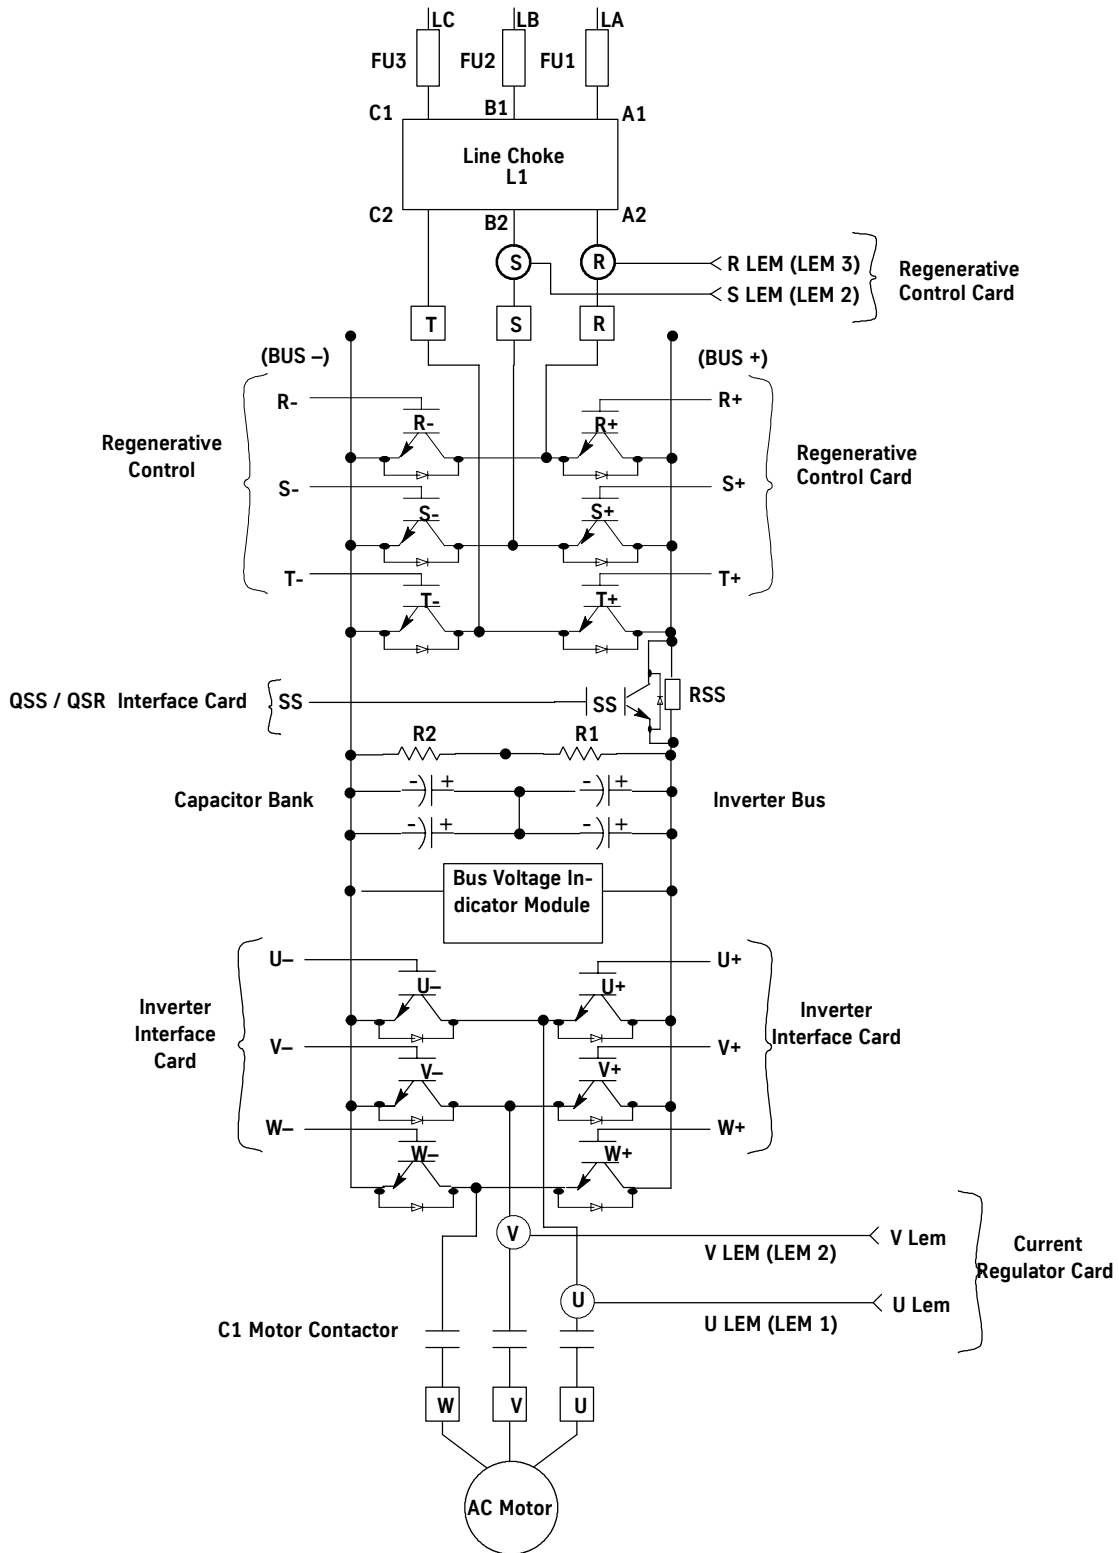 LC LB LA
FU3 FU2 FU1
C1 B1 A1
Line Choke
L1
C2 B2 A2
S R
R LEM (LEM 3)
S LEM (LEM 2)
Regenerative
Control Card
T S R
(BUS –) (BUS +)
R- R- R+ R+
Regenerative
Control
Regenerative
Control Card
S- S- S+ S+
T- T- T+ T+
QSS / QSR Interface Card SS SS RSS
R2 R1
- + - +
Capacitor Bank Inverter Bus
- + - +
Bus Voltage In-
dicator Module
U– U– U+ U+
Inverter
Interface
Card
Inverter
Interface Card
V– V– V+ V+
W– W– W+ W+
V V Lem
V LEM (LEM 2)
Current
Regulator Card
U U Lem
U LEM (LEM 1)
C1 Motor Contactor
W V U
AC Motor